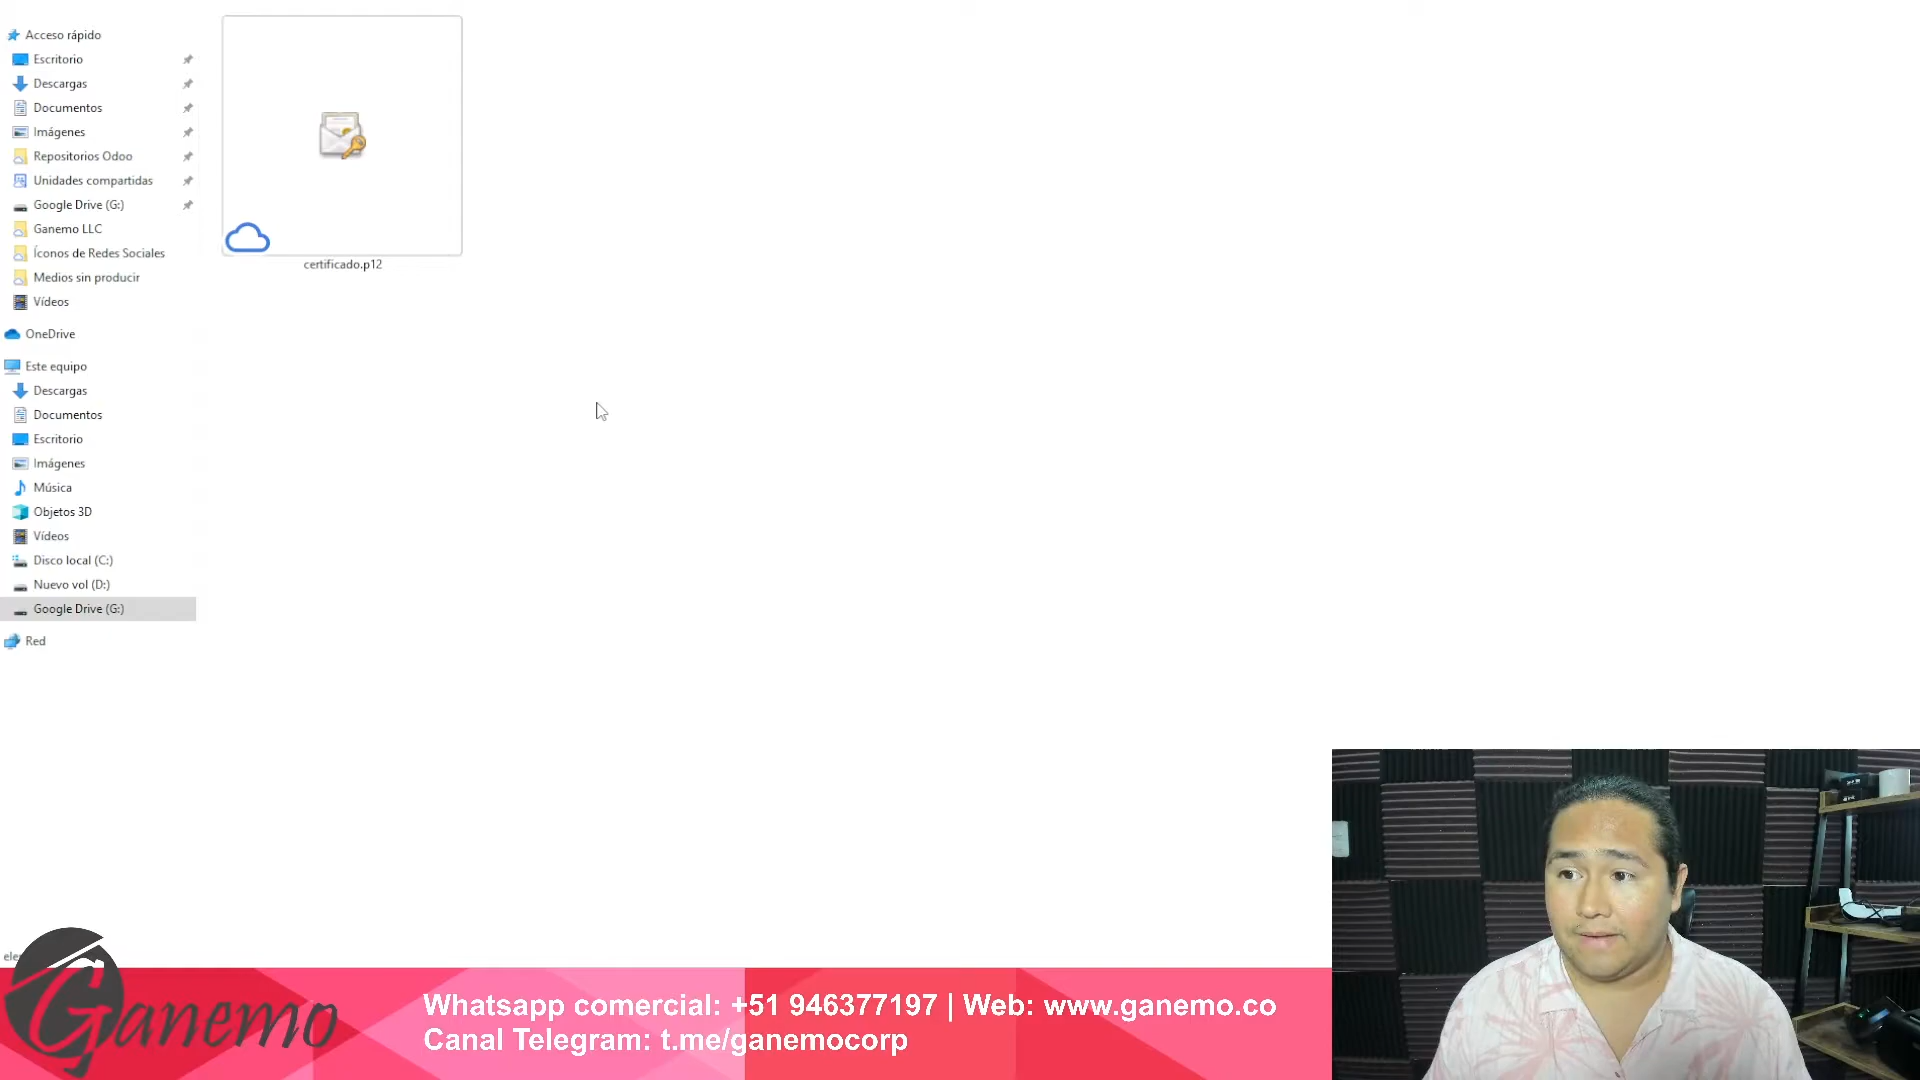 Acceso rápido
Escritorio
Descargas
Documentos
Imágenes
Repositorios Odoo
Unidades compartidas
Google Drive (G:)
Ganemo LLC
Íconos de Redes Sociales
Medios sin producir
Vídeos
OneDrive
Este equipo
Descargas
Documentos
Escritorio
Imágenes
Música
Objetos 3D
Vídeos
Disco local (C:)
Nuevo vol (D:)
Google Drive (G:)
Red
certificado.p12
Ganemo
Whatsapp comercial: +51 946377197 | Web: www.ganemo.co
Canal Telegram: t.me/ganemocorp